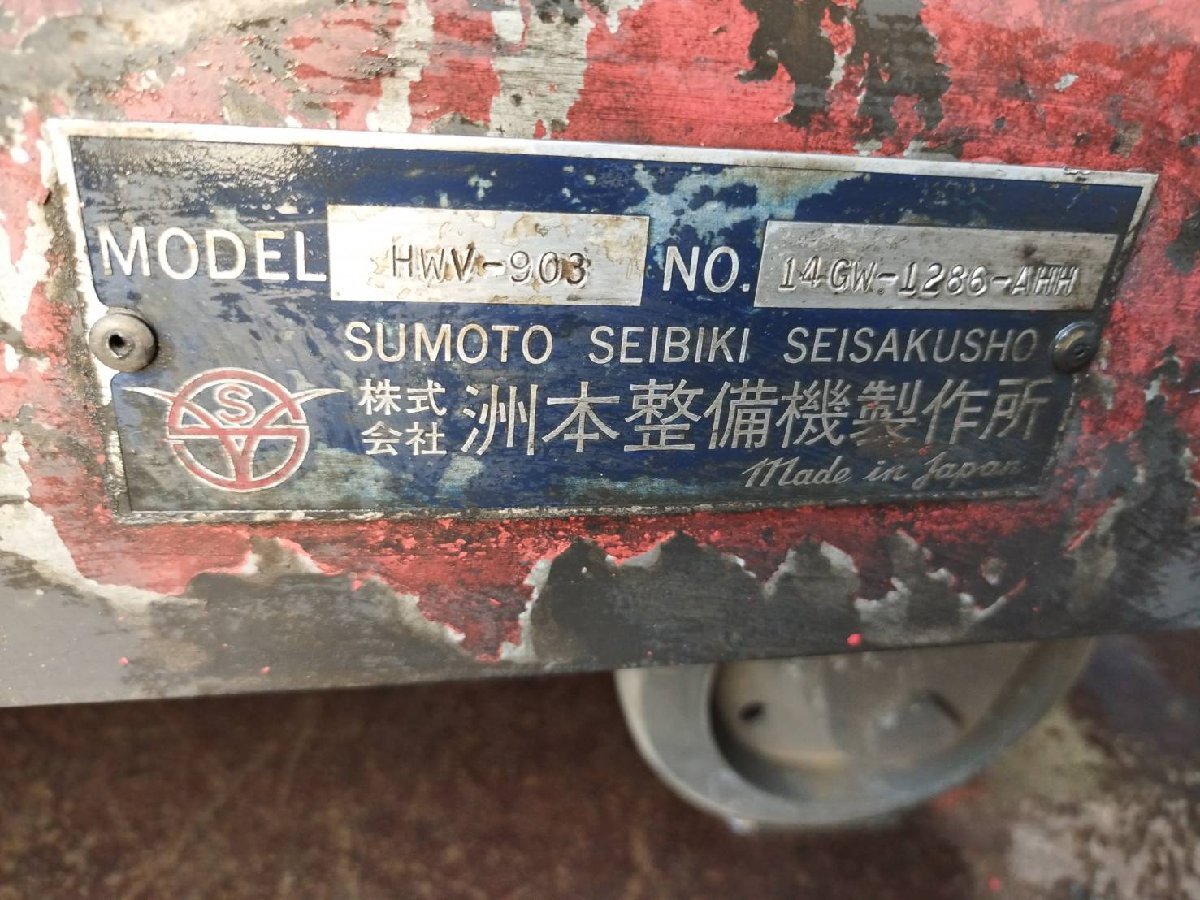 MODEL HWV-903 NO. 14GW-1286-AHH
SUMOTO SEIBIKI SEISAKUSHO
株式会社 洲本整備機製作所
Made in Japan
S